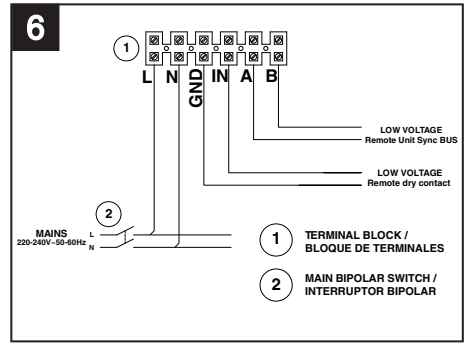 6
1
L N GND IN A B
LOW VOLTAGE
Remote Unit Sync BUS
LOW VOLTAGE
Remote dry contact
2
MAINS
220-240V~50-60Hz
L
N
1 TERMINAL BLOCK /
BLOQUE DE TERMINALES
2 MAIN BIPOLAR SWITCH /
INTERRUPTOR BIPOLAR